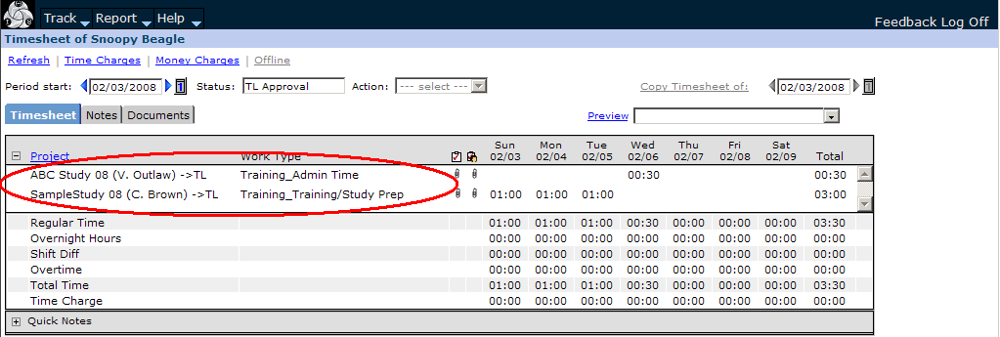 Track Report Help
Feedback Log Off
Timesheet of Snoopy Beagle
Refresh | Time Charges | Money Charges | Offline
Period start: 02/03/2008 1 Status: TL Approval Action: --- select --- Copy Timesheet of: 02/03/2008 1
Timesheet Notes Documents
Preview
Sun Mon Tue Wed Thu Fri Sat
Project Work Type 02/03 02/04 02/05 02/06 02/07 02/08 02/09 Total
ABC Study 08 (V. Outlaw) ->TL Training_Admin Time 00:30 00:30
SampleStudy 08 (C. Brown) ->TL Training_Training/Study Prep 01:00 01:00 01:00 03:00
Regular Time 01:00 01:00 01:00 00:30 00:00 00:00 00:00 03:30
Overnight Hours 00:00 00:00 00:00 00:00 00:00 00:00 00:00 00:00
Shift Diff 00:00 00:00 00:00 00:00 00:00 00:00 00:00 00:00
Overtime 00:00 00:00 00:00 00:00 00:00 00:00 00:00 00:00
Total Time 01:00 01:00 01:00 00:30 00:00 00:00 00:00 03:30
Time Charge 00:00 00:00 00:00 00:00 00:00 00:00 00:00 00:00
Quick Notes